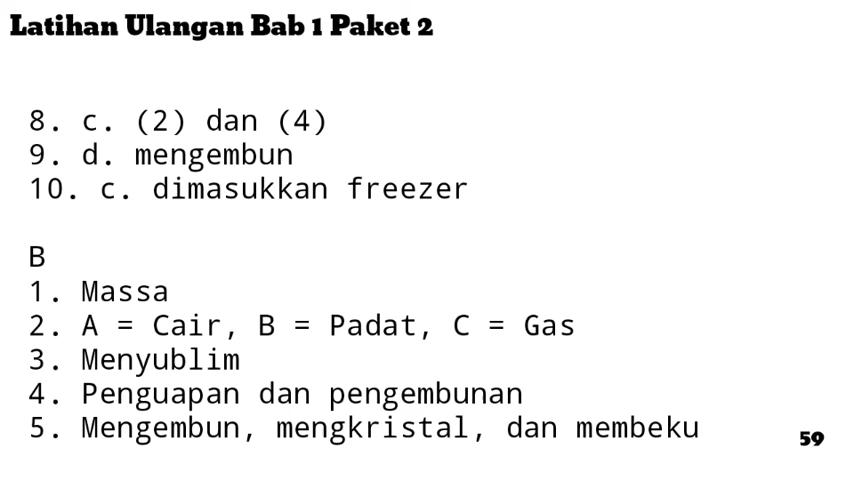 Latihan Ulangan Bab 1 Paket 2
8. c. (2) dan (4)
9. d. mengembun
10. c. dimasukkan freezer
B
1. Massa
2. A = Cair, B = Padat, C = Gas
3. Menyublim
4. Penguapan dan pengembunan
5. Mengembun, mengkristal, dan membeku
59